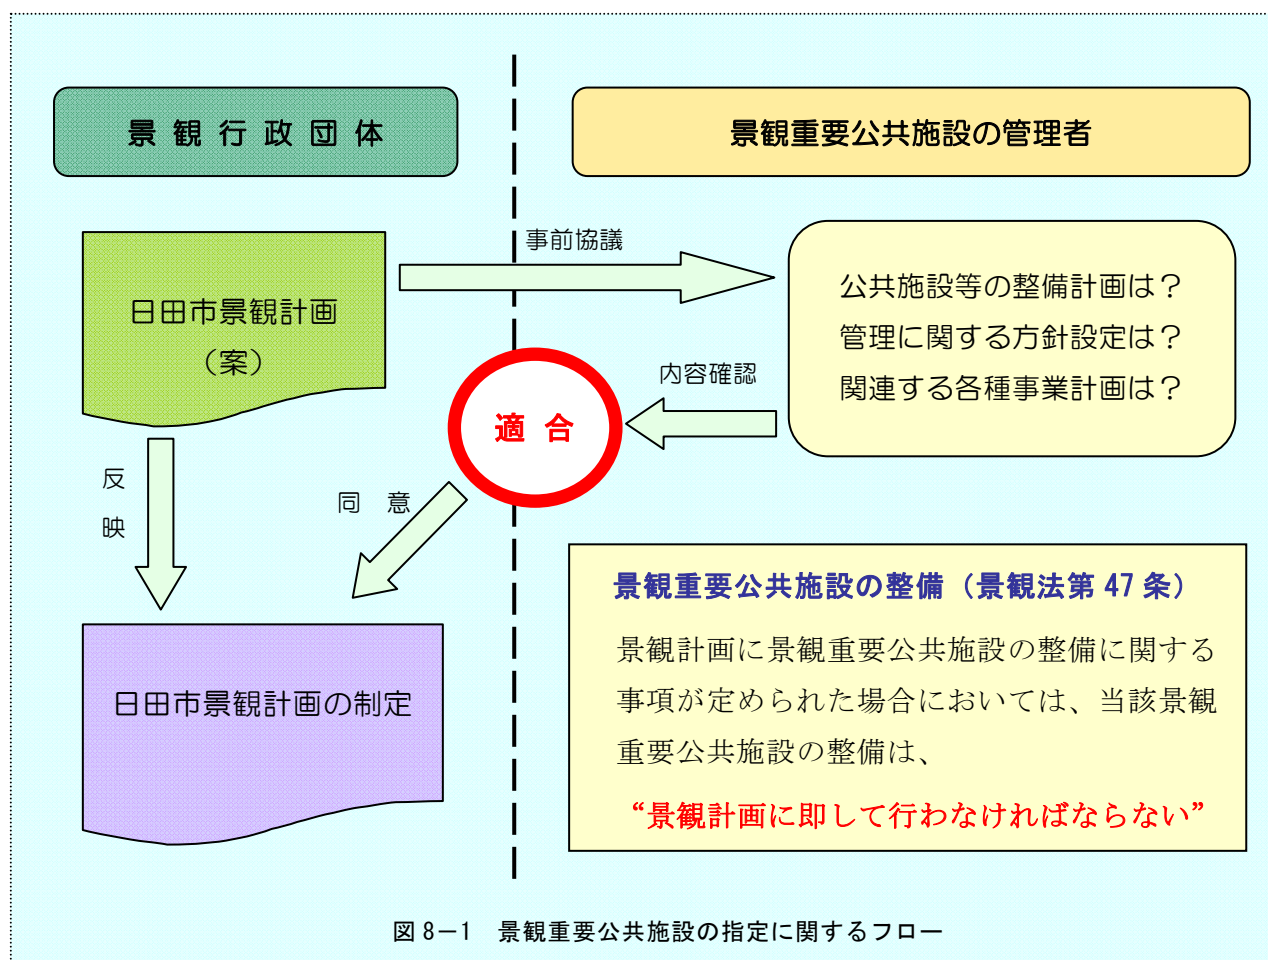 景観行政団体
景観重要公共施設の管理者
事前協議
日田市景観計画
（案）
公共施設等の整備計画は？
管理に関する方針設定は？
関連する各種事業計画は？
内容確認
適 合
反
映
同 意
日田市景観計画の制定
景観重要公共施設の整備（景観法第 47 条）
景観計画に景観重要公共施設の整備に関する
事項が定められた場合においては、当該景観
重要公共施設の整備は、
“景観計画に即して行わなければならない”
図 8－1 景観重要公共施設の指定に関するフロー